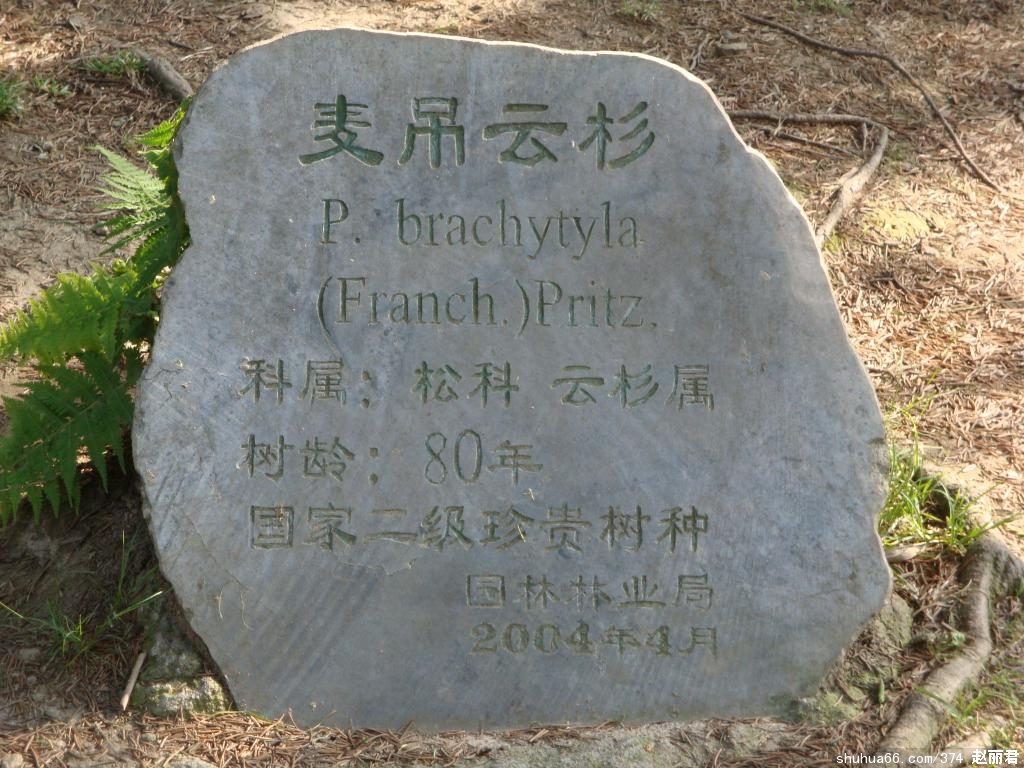 麦吊云杉
P. brachytyla
(Franch.)Pritz.
科属：松科 云杉属
树龄：80年
国家二级珍贵树种
园林林业局
2004年4月
shuhua66.com/374 赵丽君